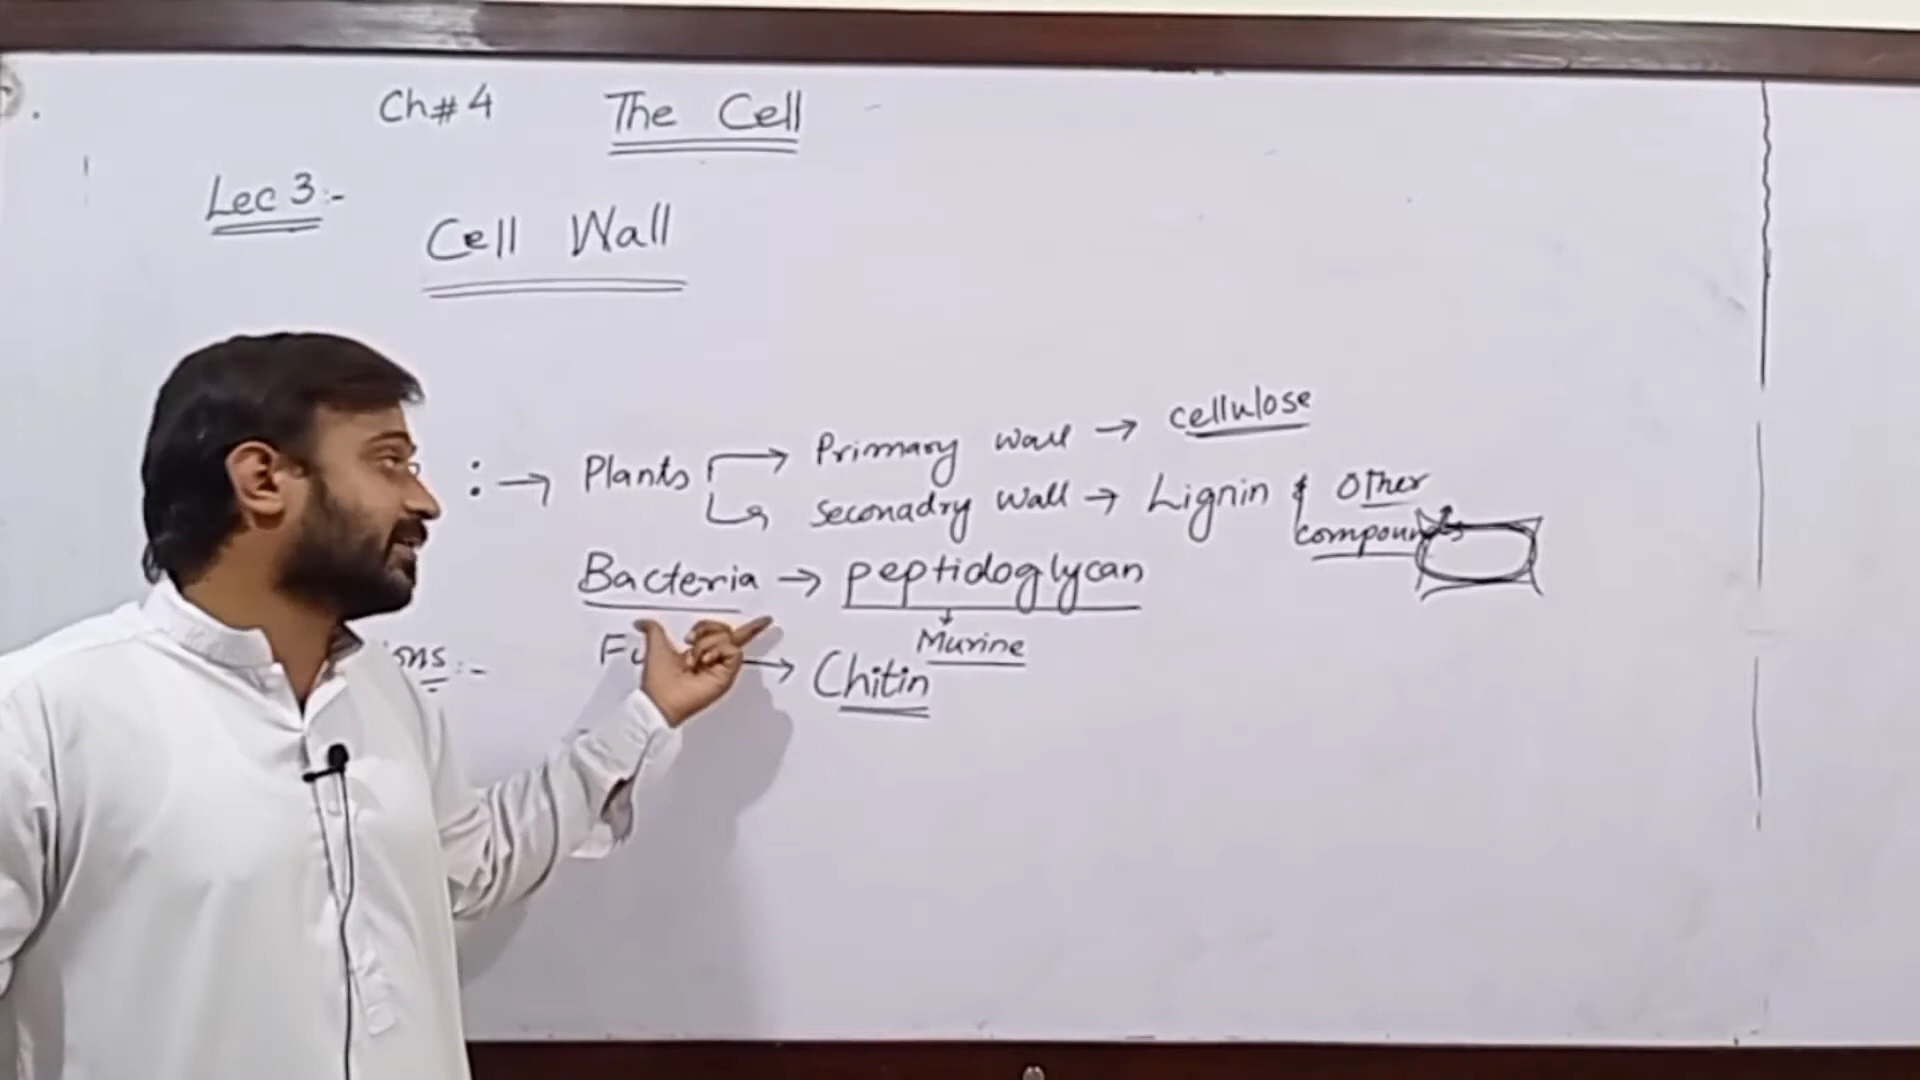 Ch#4 The Cell
Lec 3:-
Cell Wall
: → Plants → Primary wall → cellulose
↳ Seconadry wall → Lignin & Other
compounds
Bacteria → peptidoglycan
↓
Murine
→ Chitin